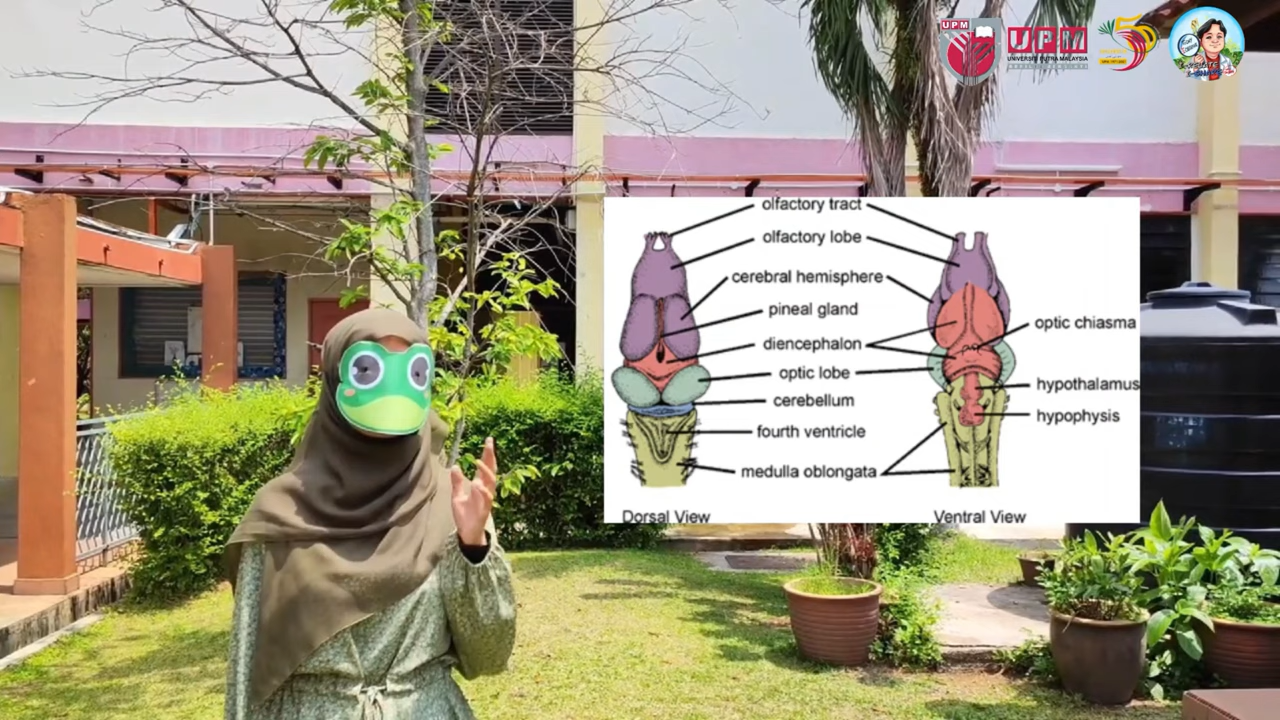 UPM
UPM
UNIVERSITI PUTRA MALAYSIA
olfactory tract
olfactory lobe
cerebral hemisphere
pineal gland
optic chiasma
diencephalon
optic lobe
hypothalamus
cerebellum
hypophysis
fourth ventricle
medulla oblongata
Dorsal View
Ventral View